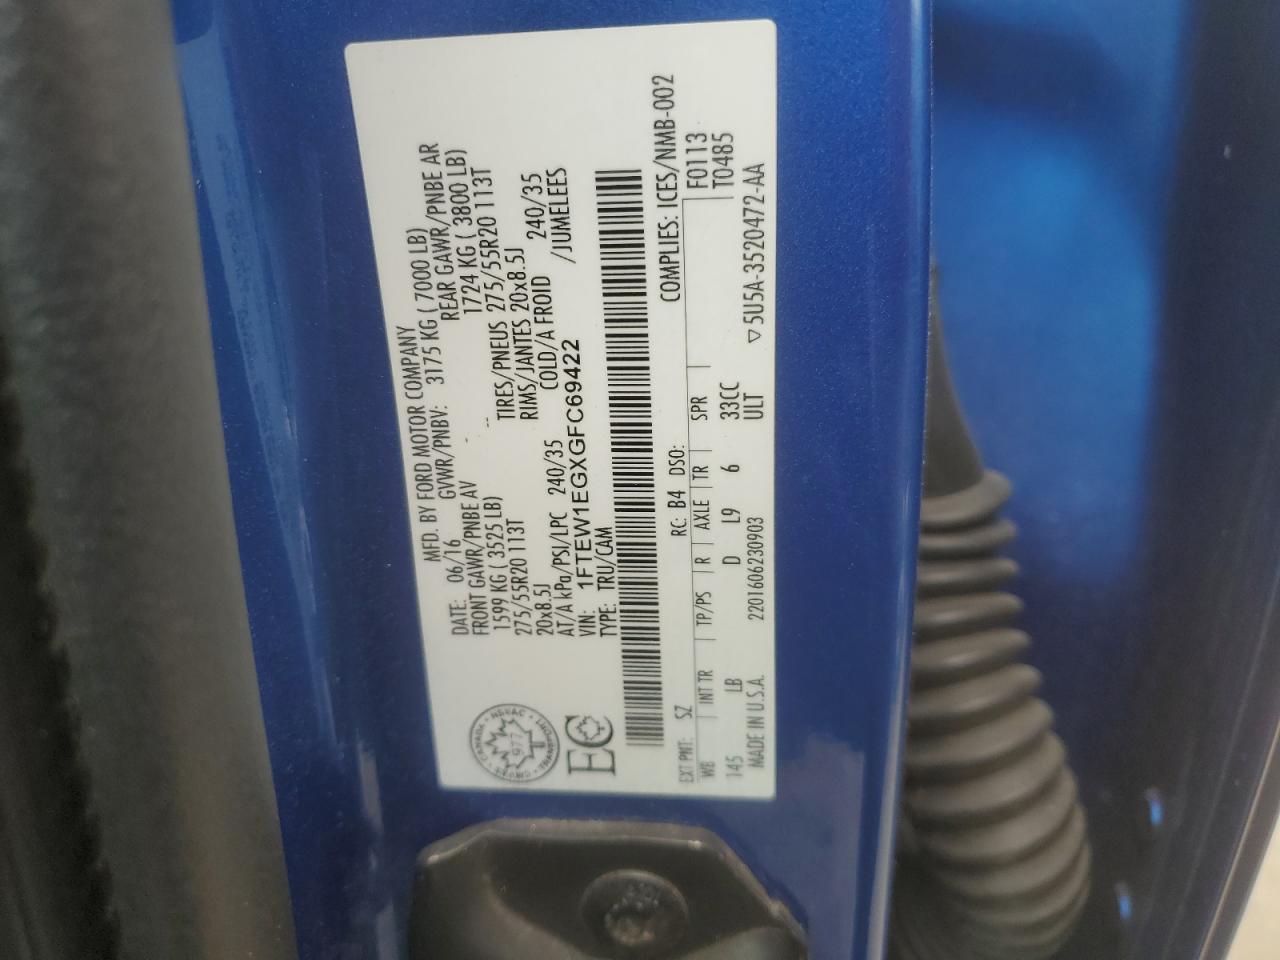 MFD. BY FORD MOTOR COMPANY
DATE: 06/16 GVWR/PNBV: 3175 KG ( 7000 LB)
FRONT GAWR/PNBE AV REAR GAWR/PNBE AR
1599 KG ( 3525 LB) 1724 KG ( 3800 LB)
275/55R20 113T TIRES/PNEUS 275/55R20 113T
20x8.5J RIMS/JANTES 20x8.5J
AT/A kPa/PSI/LPC 240/35 COLD/A FROID 240/35
VIN: 1FTEW1EGXGFC69422 /JUMELEES
TYPE: TRU/CAM
CANADA · NSVAC
977
TRANSPORT
EC
COMPLIES: ICES/NMB-002
EXT PNT: SZ RC: B4 DSO: F0113
WB INT TR TP/PS R AXLE TR SPR T0485
145 LB D L9 6 33CC
MADE IN U.S.A. 2201606230903 ULT ▽5U5A-3520472-AA